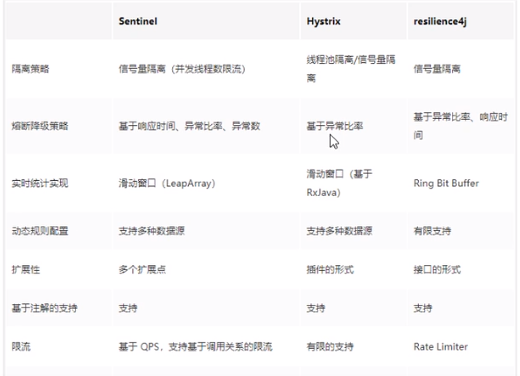 Sentinel Hystrix resilience4j
隔离策略 信号量隔离（并发线程数限流） 线程池隔离/信号量隔离 信号量隔离
熔断降级策略 基于响应时间、异常比率、异常数 基于异常比率 基于异常比率、响应时间
实时统计实现 滑动窗口（LeapArray） 滑动窗口（基于 RxJava） Ring Bit Buffer
动态规则配置 支持多种数据源 支持多种数据源 有限支持
扩展性 多个扩展点 插件的形式 接口的形式
基于注解的支持 支持 支持 支持
限流 基于 QPS，支持基于调用关系的限流 有限的支持 Rate Limiter